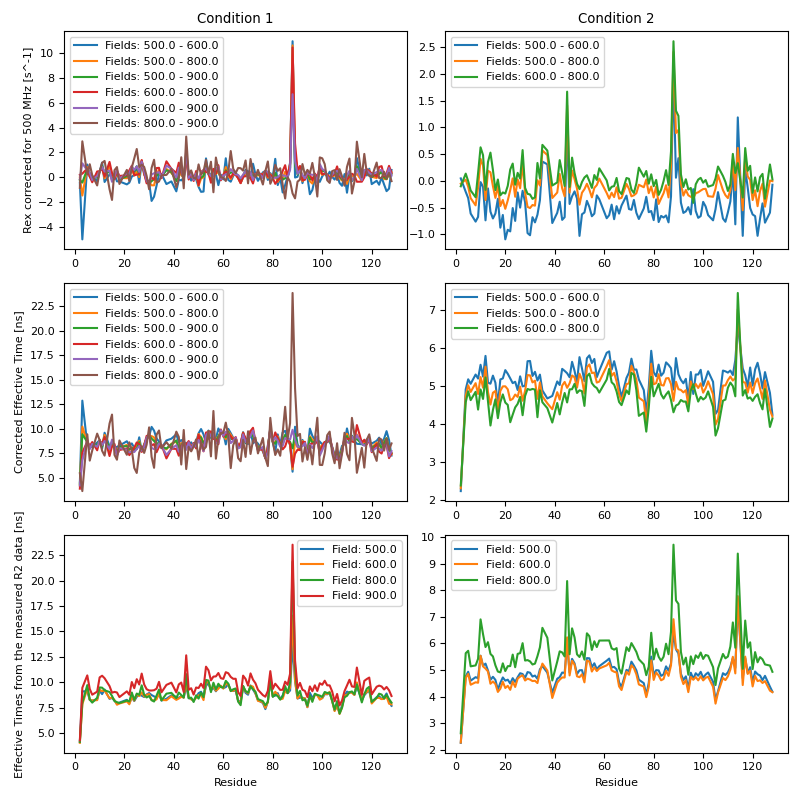 Condition 1
Condition 2
Rex corrected for 500 MHz [s^-1]
10
8
6
4
2
0
−2
−4
Fields: 500.0 - 600.0
Fields: 500.0 - 800.0
Fields: 500.0 - 900.0
Fields: 600.0 - 800.0
Fields: 600.0 - 900.0
Fields: 800.0 - 900.0
0 20 40 60 80 100 120
2.5
2.0
1.5
1.0
0.5
0.0
−0.5
−1.0
Fields: 500.0 - 600.0
Fields: 500.0 - 800.0
Fields: 600.0 - 800.0
0 20 40 60 80 100 120
Corrected Effective Time [ns]
22.5
20.0
17.5
15.0
12.5
10.0
7.5
5.0
Fields: 500.0 - 600.0
Fields: 500.0 - 800.0
Fields: 500.0 - 900.0
Fields: 600.0 - 800.0
Fields: 600.0 - 900.0
Fields: 800.0 - 900.0
0 20 40 60 80 100 120
7
6
5
4
3
2
Fields: 500.0 - 600.0
Fields: 500.0 - 800.0
Fields: 600.0 - 800.0
0 20 40 60 80 100 120
Effective Times from the measured R2 data [ns]
22.5
20.0
17.5
15.0
12.5
10.0
7.5
5.0
Field: 500.0
Field: 600.0
Field: 800.0
Field: 900.0
0 20 40 60 80 100 120
Residue
10
9
8
7
6
5
4
3
2
Field: 500.0
Field: 600.0
Field: 800.0
0 20 40 60 80 100 120
Residue